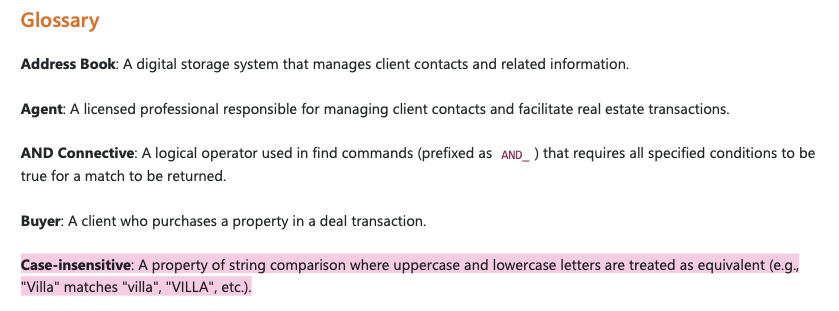 Glossary
Address Book: A digital storage system that manages client contacts and related information.
Agent: A licensed professional responsible for managing client contacts and facilitate real estate transactions.
AND Connective: A logical operator used in find commands (prefixed as AND_ ) that requires all specified conditions to be
true for a match to be returned.
Buyer: A client who purchases a property in a deal transaction.
Case-insensitive: A property of string comparison where uppercase and lowercase letters are treated as equivalent (e.g.,
"Villa" matches "villa", "VILLA", etc.).